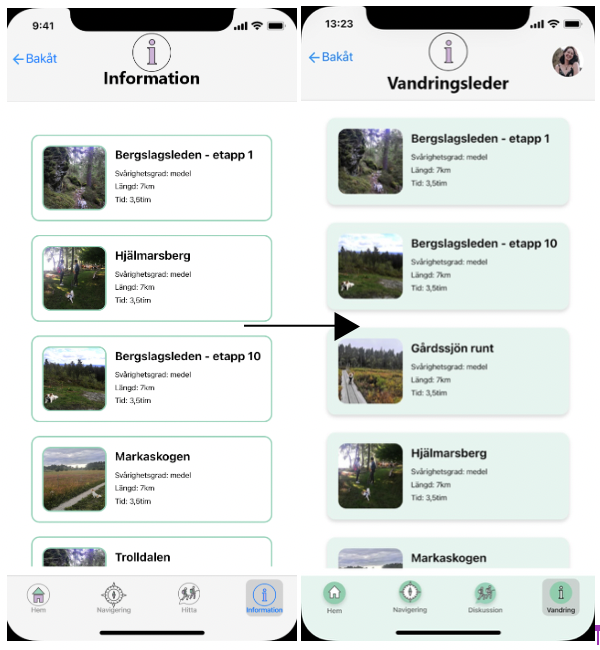 9:41
Bakåt
Information
Bergslagsleden - etapp 1
Svårighetsgrad: medel
Längd: 7km
Tid: 3,5tim
Hjälmarsberg
Svårighetsgrad: medel
Längd: 7km
Tid: 3,5tim
Bergslagsleden - etapp 10
Svårighetsgrad: medel
Längd: 7km
Tid: 3,5tim
Markaskogen
Svårighetsgrad: medel
Längd: 7km
Tid: 3,5tim
Trolldalen
Hem
Navigering
Hitta
Information
13:23
Bakåt
Vandringsleder
Bergslagsleden - etapp 1
Svårighetsgrad: medel
Längd: 7km
Tid: 3,5tim
Bergslagsleden - etapp 10
Svårighetsgrad: medel
Längd: 7km
Tid: 3,5tim
Gårdssjön runt
Svårighetsgrad: medel
Längd: 7km
Tid: 3,5tim
Hjälmarsberg
Svårighetsgrad: medel
Längd: 7km
Tid: 3,5tim
Markaskogen
Hem
Navigering
Diskussion
Vandring